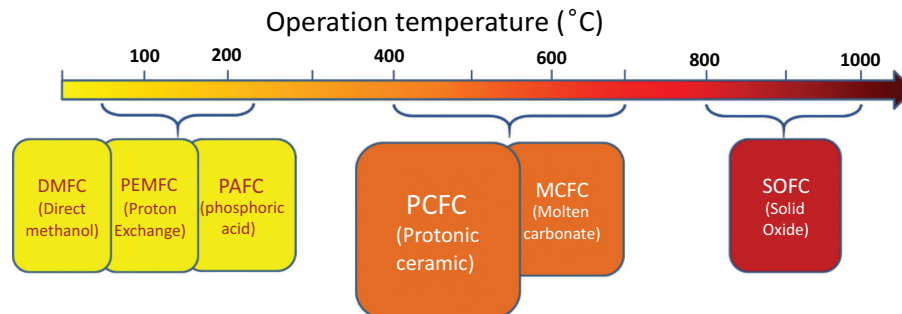 Operation temperature (˚C)
100 200 400 600 800 1000
DMFC
(Direct
methanol)
PEMFC
(Proton
Exchange)
PAFC
(phosphoric
acid)
PCFC
(Protonic
ceramic)
MCFC
(Molten
carbonate)
SOFC
(Solid
Oxide)